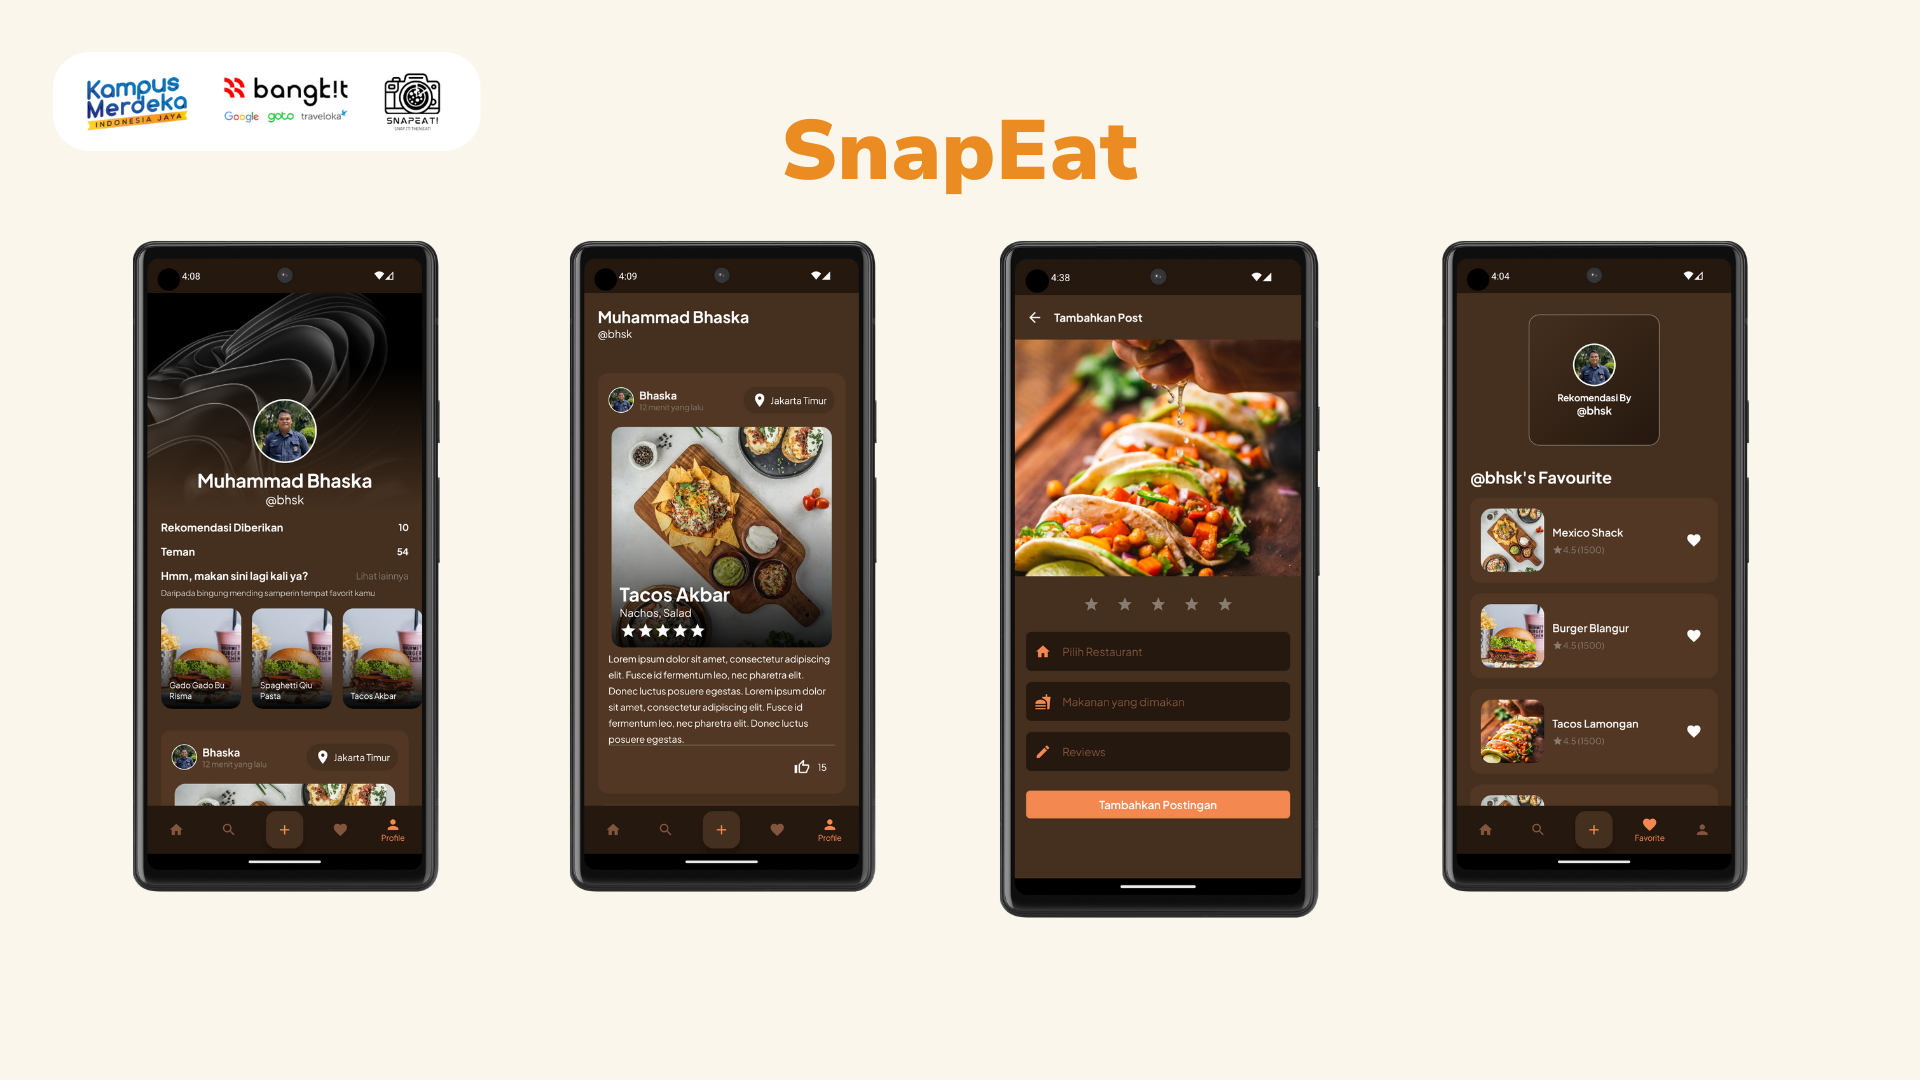 Kampus
Merdeka
INDONESIA JAYA
bangk!t
Google goto traveloka
SNAPEAT!
SnapEat
4:08
Muhammad Bhaska
@bhsk
Rekomendasi Diberikan 10
Teman 54
Hmm, makan sini lagi kali ya? Lihat lainnya
Daripada bingung mending samperin tempat favorit kamu
Gado Gado Bu
Risma
Spaghetti Qiu
Pasta
Tacos Akbar
Bhaska
12 menit yang lalu
Jakarta Timur
Profile
4:09
Muhammad Bhaska
@bhsk
Bhaska
12 menit yang lalu
Jakarta Timur
Tacos Akbar
Nachos, Salad
Lorem ipsum dolor sit amet, consectetur adipiscing
elit. Fusce id fermentum leo, nec pharetra elit.
Donec luctus posuere egestas. Lorem ipsum dolor
sit amet, consectetur adipiscing elit. Fusce id
fermentum leo, nec pharetra elit. Donec luctus
posuere egestas.
15
Profile
4:38
Tambahkan Post
Pilih Restaurant
Makanan yang dimakan
Reviews
Tambahkan Postingan
4:04
Rekomendasi By
@bhsk
@bhsk's Favourite
Mexico Shack
4.5 (1500)
Burger Blangur
4.5 (1500)
Tacos Lamongan
4.5 (1500)
Favorite